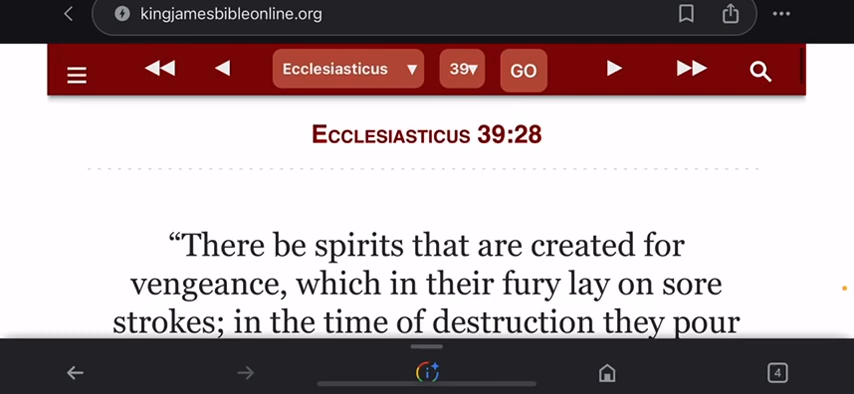 kingjamesbibleonline.org
Ecclesiasticus ▼ 39▼ GO
Ecclesiasticus 39:28
“There be spirits that are created for
vengeance, which in their fury lay on sore
strokes; in the time of destruction they pour
4